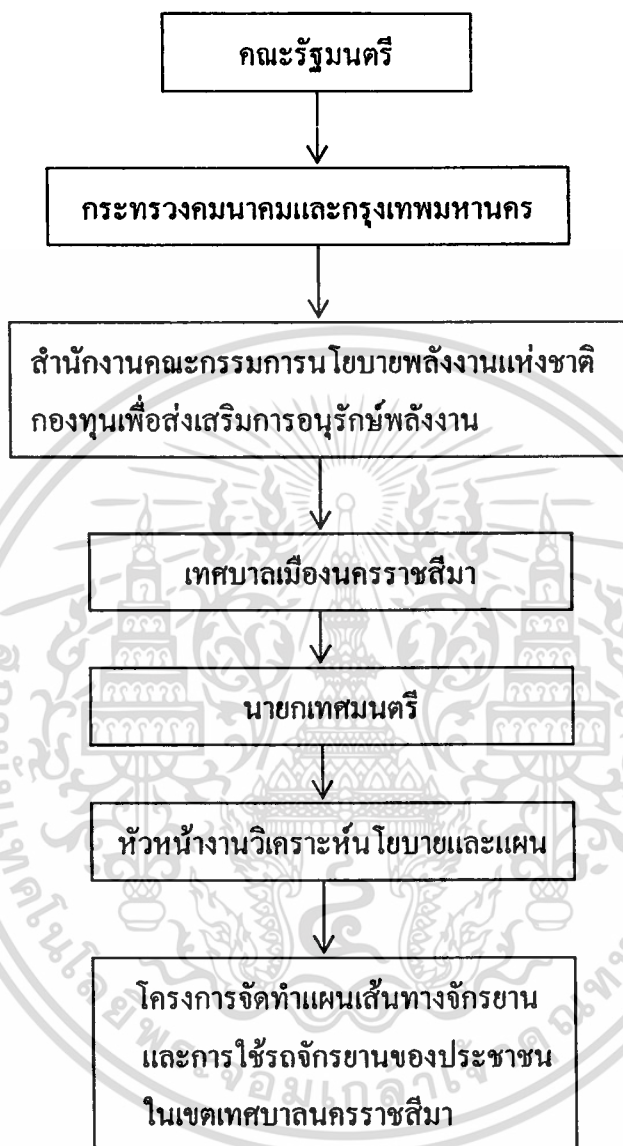 คณะรัฐมนตรี
กระทรวงคมนาคมและกรุงเทพมหานคร
สำนักงานคณะกรรมการนโยบายพลังงานแห่งชาติ
กองทุนเพื่อส่งเสริมการอนุรักษ์พลังงาน
เทศบาลเมืองนครราชสีมา
นายกเทศมนตรี
หัวหน้างานวิเคราะห์นโยบายและแผน
โครงการจัดทำแผนเส้นทางจักรยาน
และการใช้รถจักรยานของประชาชน
ในเขตเทศบาลนครราชสีมา